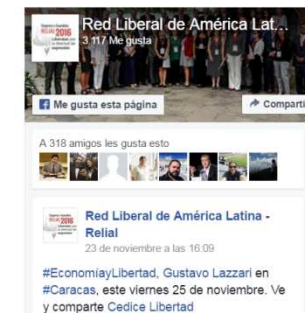 Red Liberal de América Lat...
3 117 Me gusta
RELIAL 2016
Me gusta esta página
Comparti
A 318 amigos les gusta esto
Red Liberal de América Latina -
Relial
23 de noviembre a las 16:09
#EconomíayLibertad, Gustavo Lazzari en
#Caracas, este viernes 25 de noviembre. Ve
y comparte Cedice Libertad